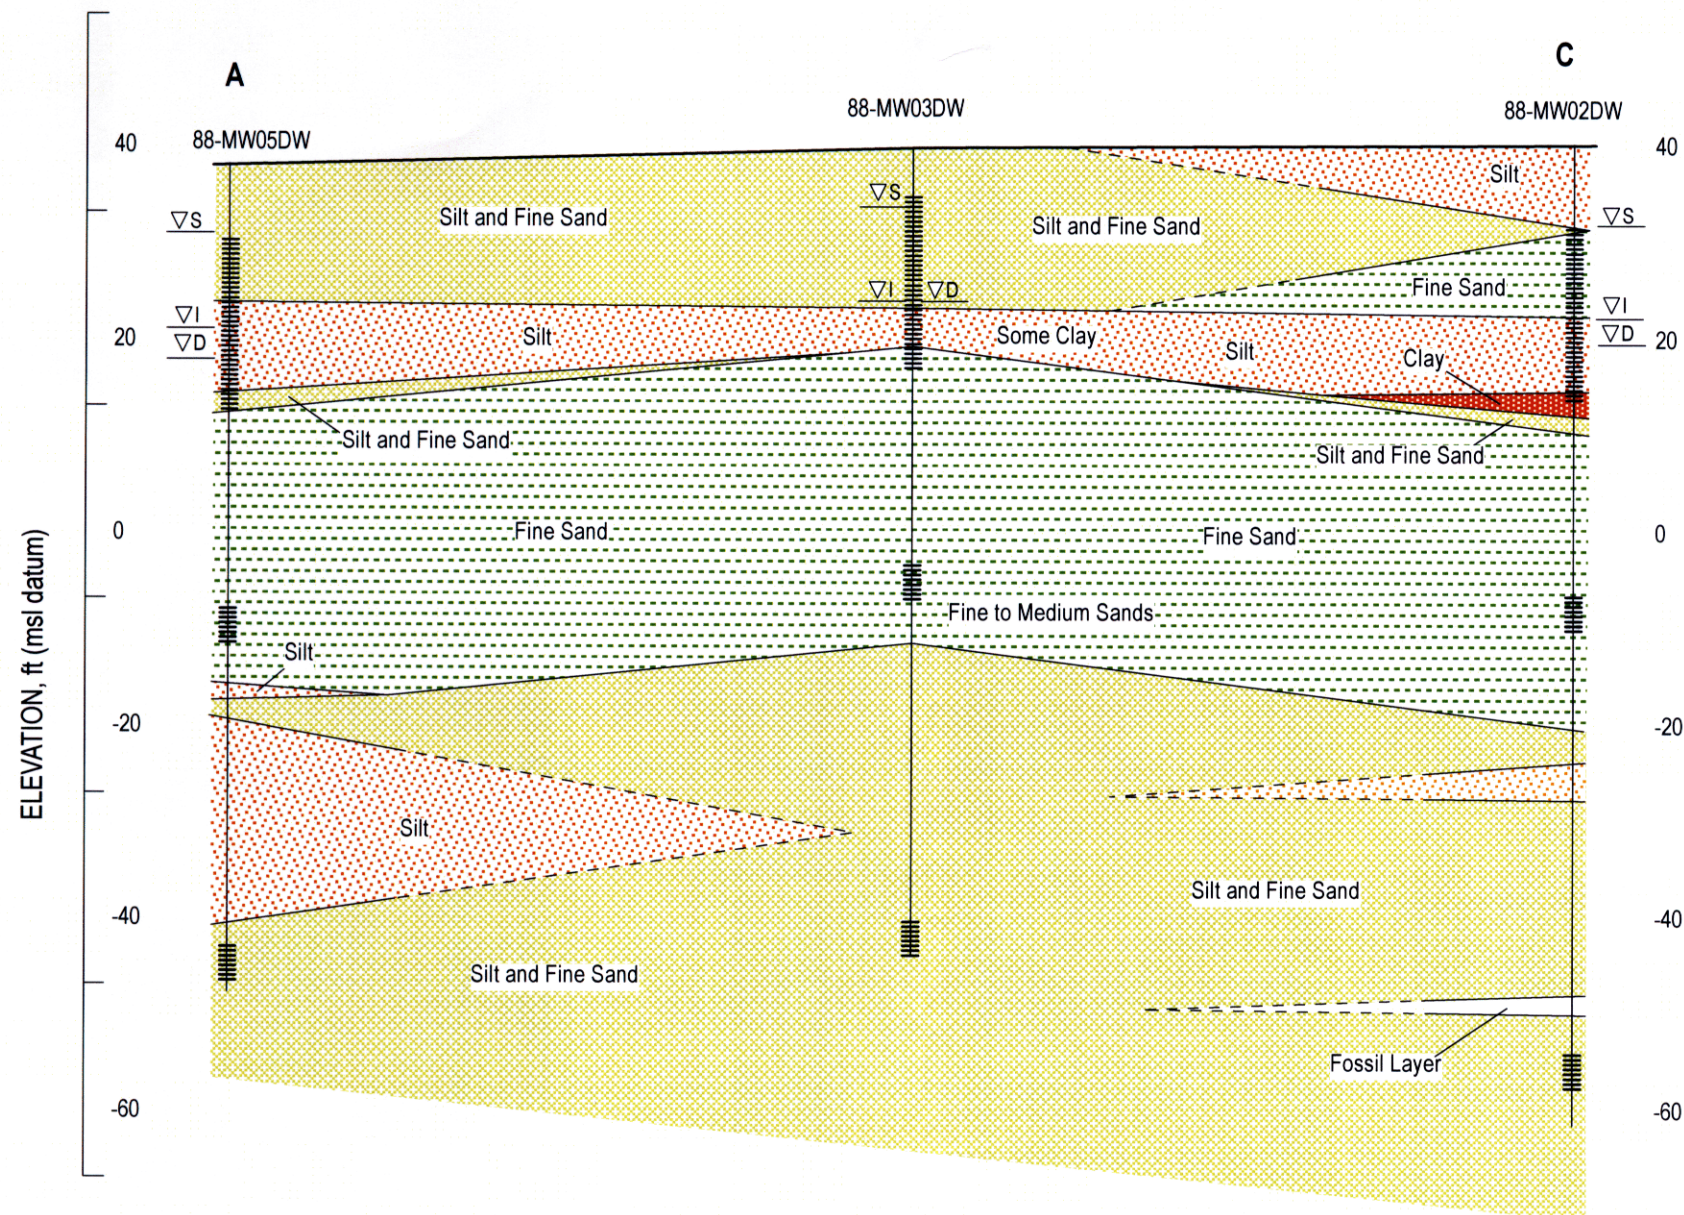 A
C
88-MW05DW
88-MW03DW
88-MW02DW
40
40
Silt
▽S
▽S
▽S
Silt and Fine Sand
Silt and Fine Sand
Fine Sand
▽I
▽D
▽I
▽I
▽D
▽D
20
20
Silt
Some Clay
Silt
Clay
Silt and Fine Sand
Silt and Fine Sand
ELEVATION, ft (msl datum)
0
0
Fine Sand
Fine Sand
Fine to Medium Sands
Silt
-20
-20
Silt
Silt and Fine Sand
-40
-40
Silt and Fine Sand
Fossil Layer
-60
-60